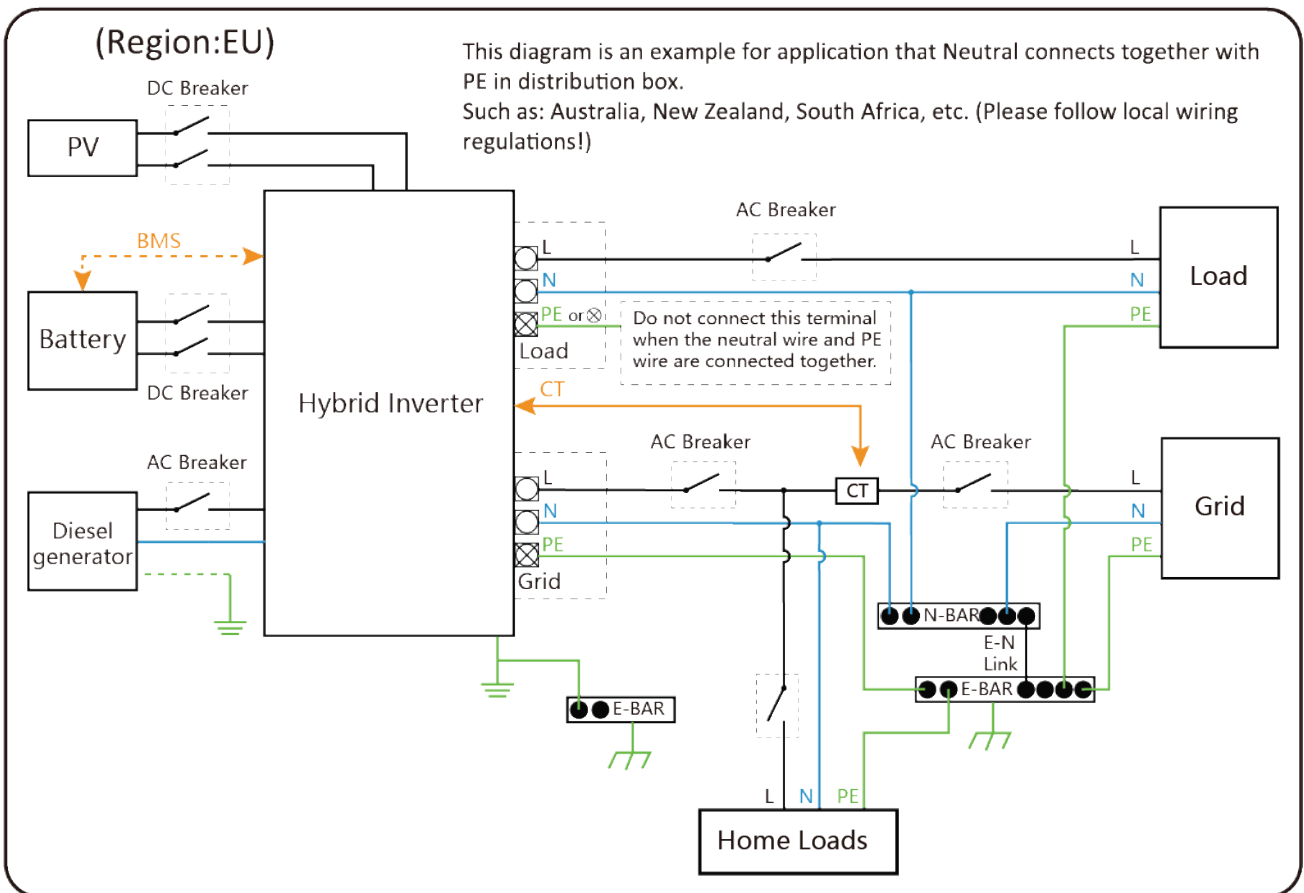 (Region:EU)
This diagram is an example for application that Neutral connects together with
PE in distribution box.
Such as: Australia, New Zealand, South Africa, etc. (Please follow local wiring
regulations!)
DC Breaker
PV
AC Breaker
BMS
L
L
N
N
Load
PE or ⊗
PE
Do not connect this terminal
when the neutral wire and PE
wire are connected together.
Load
Battery
DC Breaker
CT
Hybrid Inverter
AC Breaker
AC Breaker
AC Breaker
L
CT
L
N
N
Grid
Diesel
generator
PE
PE
Grid
N-BAR
E-N
Link
E-BAR
E-BAR
L
N
PE
Home Loads